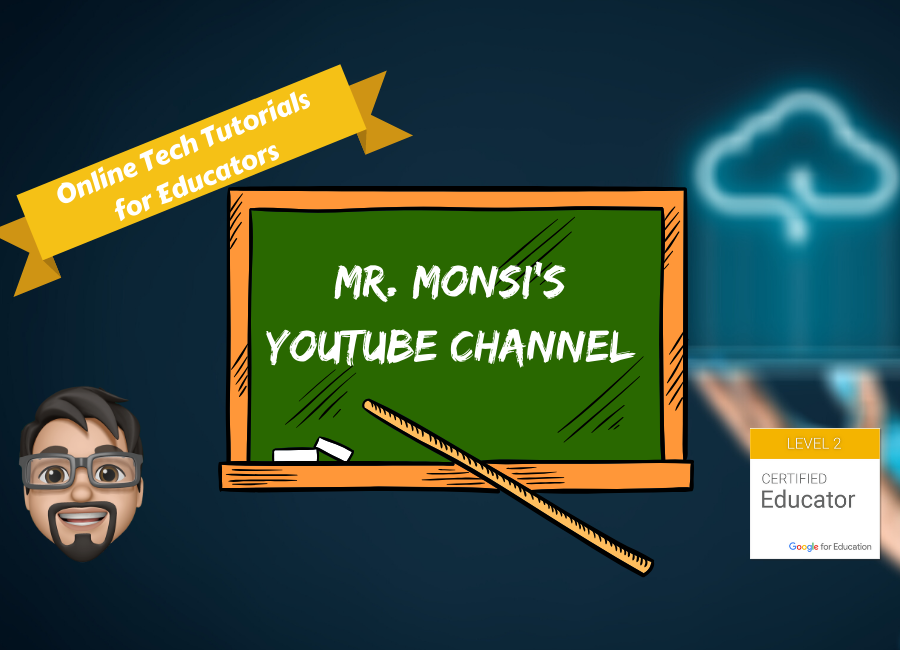 Online Tech Tutorials
for Educators
MR. MONSI'S
YOUTUBE CHANNEL
LEVEL 2
CERTIFIED
Educator
Google for Education